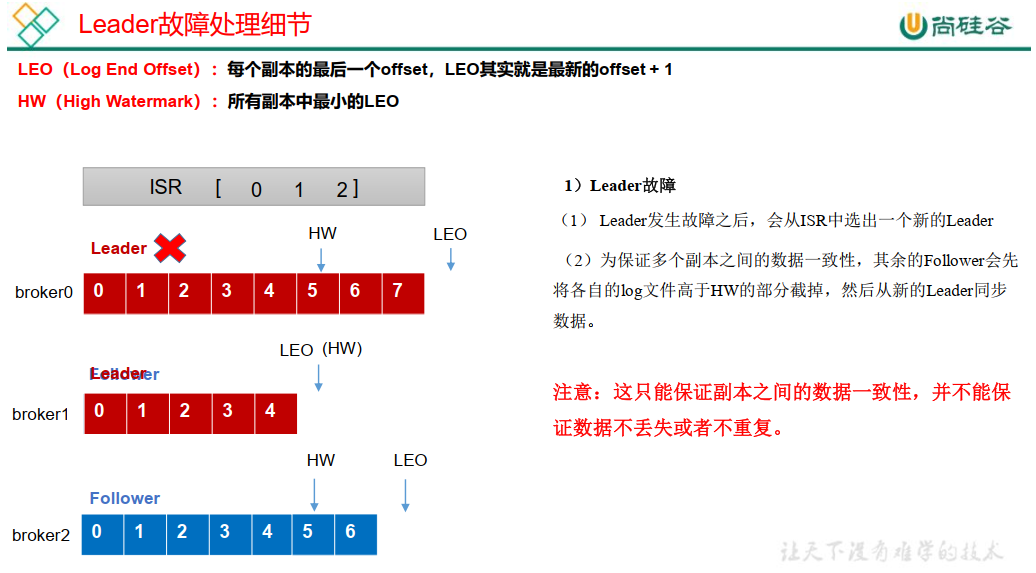 Leader故障处理细节
尚硅谷
LEO（Log End Offset）：每个副本的最后一个offset，LEO其实就是最新的offset + 1
HW（High Watermark）：所有副本中最小的LEO
ISR [ 0 1 2 ]
1）Leader故障
（1） Leader发生故障之后，会从ISR中选出一个新的Leader
（2）为保证多个副本之间的数据一致性，其余的Follower会先
将各自的log文件高于HW的部分截掉，然后从新的Leader同步
数据。
注意：这只能保证副本之间的数据一致性，并不能保
证数据不丢失或者不重复。
Leader HW LEO
broker0 0 1 2 3 4 5 6 7
LEO（HW）
Follower
Leader
broker1 0 1 2 3 4
HW LEO
Follower
broker2 0 1 2 3 4 5 6
让天下没有难学的技术